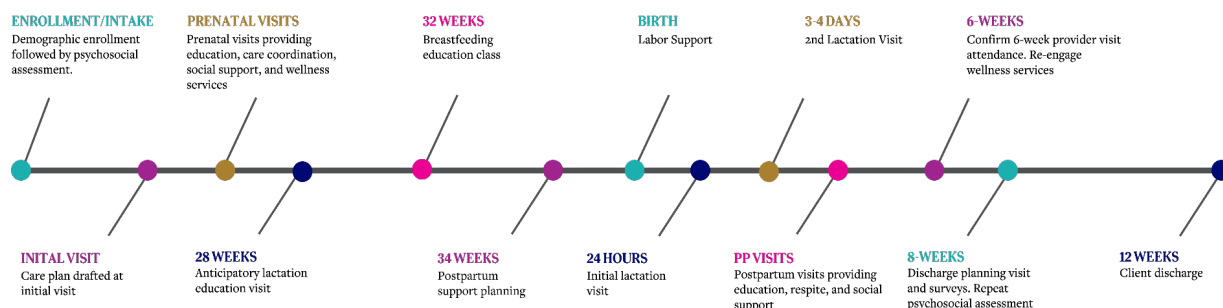 ENROLLMENT/INTAKE
Demographic enrollment
followed by psychosocial
assessment.
PRENATAL VISITS
Prenatal visits providing
education, care coordination,
social support, and wellness
services
32 WEEKS
Breastfeeding
education class
BIRTH
Labor Support
3-4 DAYS
2nd Lactation Visit
6-WEEKS
Confirm 6-week provider visit
attendance. Re-engage
wellness services
INITAL VISIT
Care plan drafted at
initial visit
28 WEEKS
Anticipatory lactation
education visit
34 WEEKS
Postpartum
support planning
24 HOURS
Initial lactation
visit
PP VISITS
Postpartum visits providing
education, respite, and social
support
8-WEEKS
Discharge planning visit
and surveys. Repeat
psychosocial assessment
12 WEEKS
Client discharge